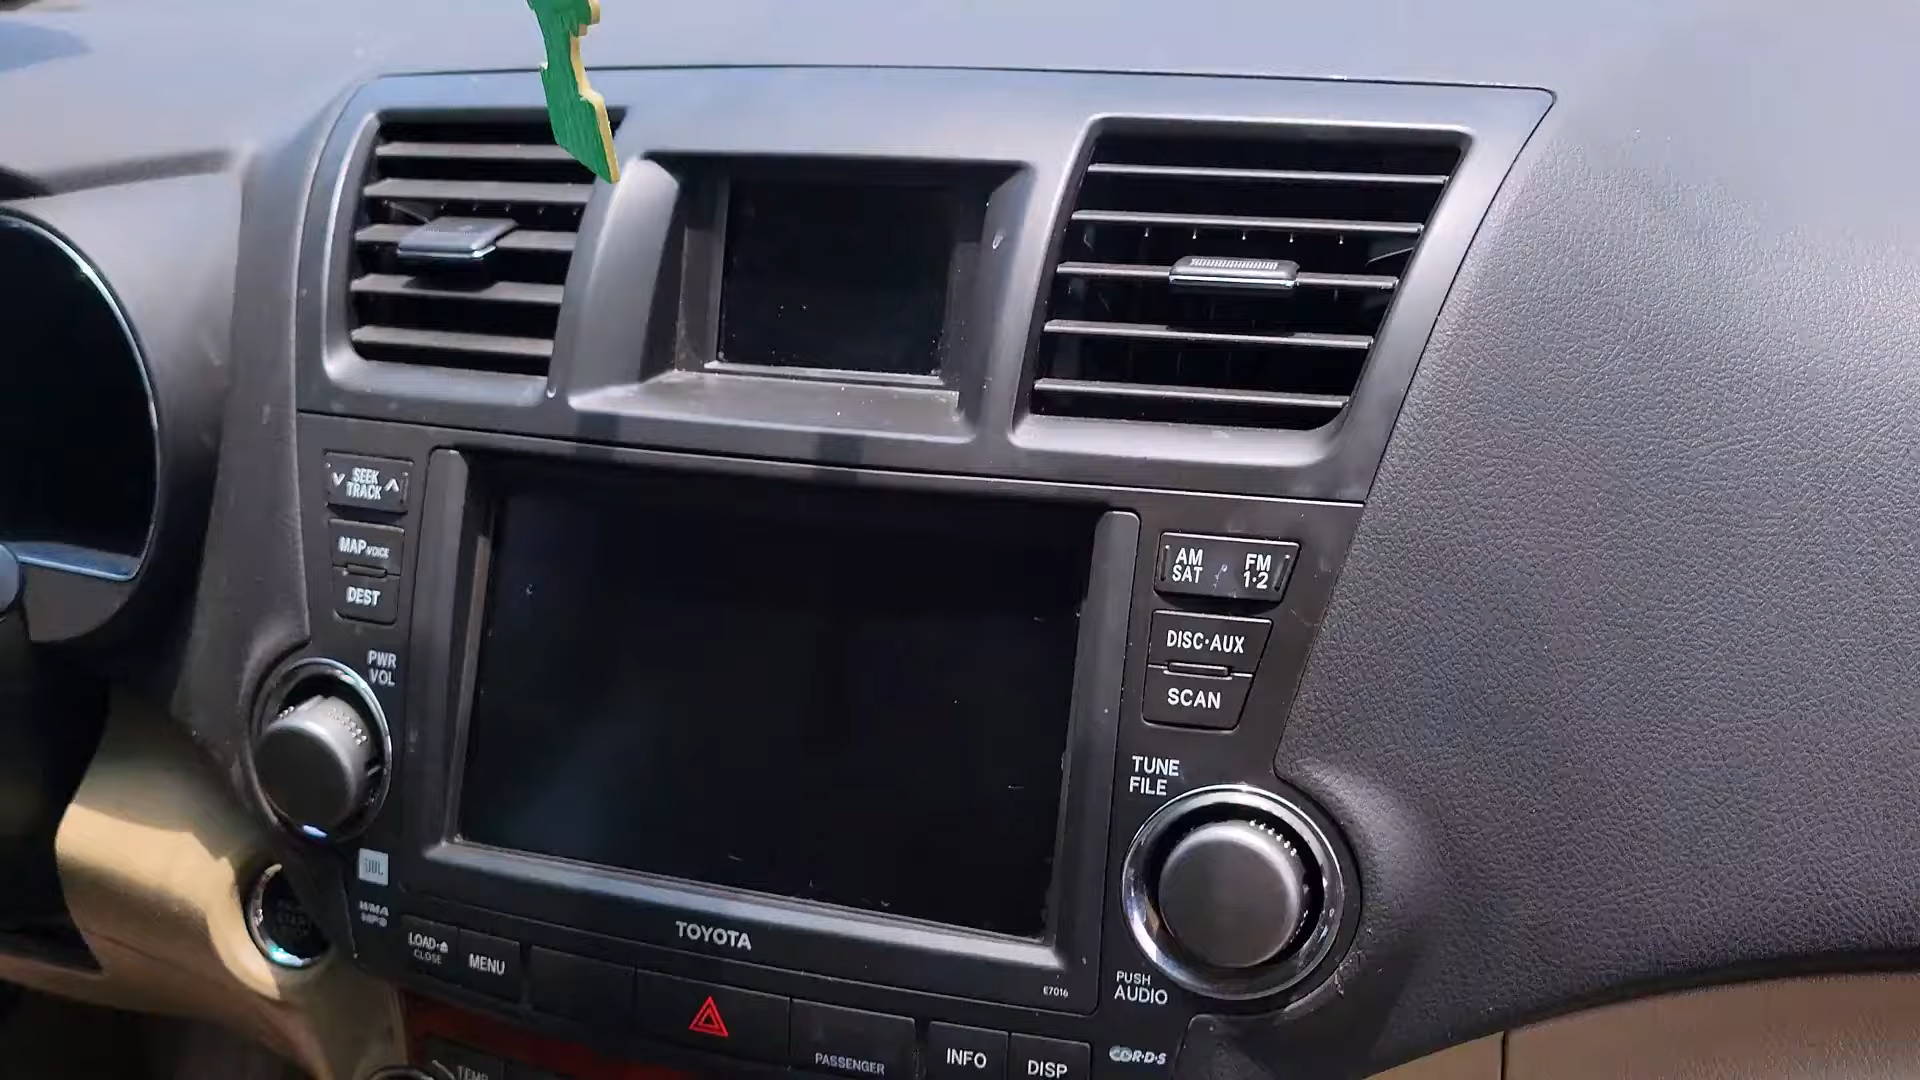 SEEK
TRACK
MAP VOICE
DEST
PWR
VOL
JBL
WMA
MP3
LOAD
CLOSE
MENU
TOYOTA
E7016
PASSENGER
INFO
DISP
AM
SAT
FM
1·2
DISC·AUX
SCAN
TUNE
FILE
PUSH
AUDIO
TEMP